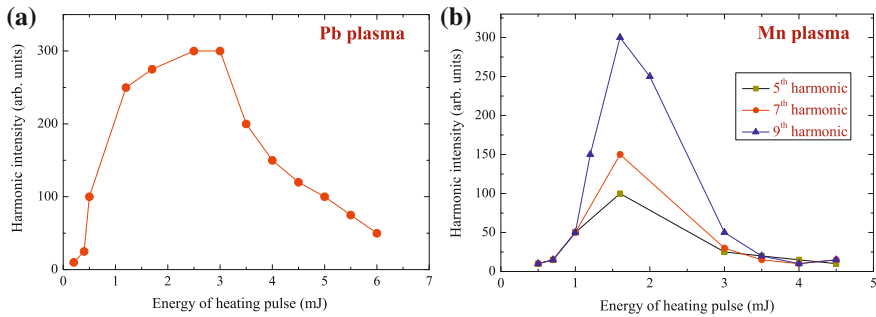 (a)
Pb plasma
Harmonic intensity (arb. units)
300
200
100
0
0 1 2 3 4 5 6 7
Energy of heating pulse (mJ)
(b)
Mn plasma
Harmonic intensity (arb. units)
300
250
200
150
100
50
0
5th harmonic
7th harmonic
9th harmonic
0 1 2 3 4 5
Energy of heating pulse (mJ)